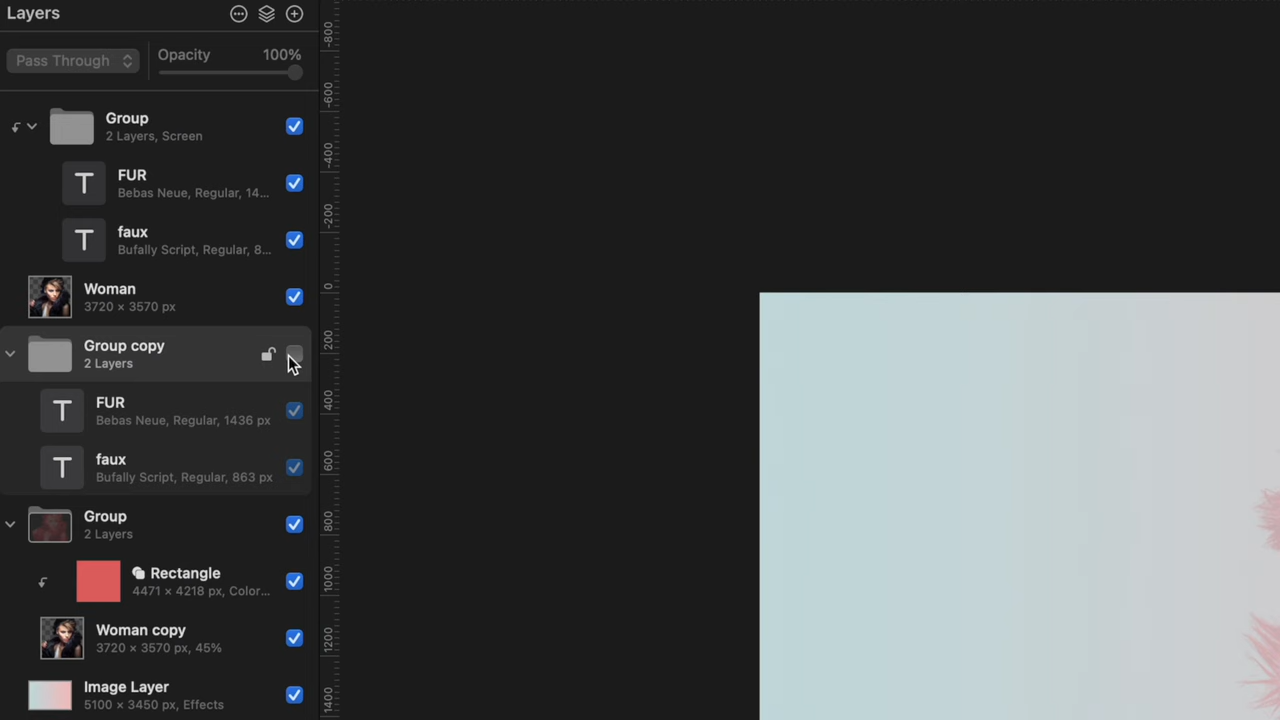 Layers
Pass Through
Opacity
100%
Group
2 Layers, Screen
FUR
Bebas Neue, Regular, 14...
faux
Bufally Script, Regular, 8...
Woman
3720 × 3570 px
Group copy
2 Layers
FUR
Bebas Neue, Regular, 1436 px
faux
Bufally Script, Regular, 863 px
Group
2 Layers
Rectangle
4471 × 4218 px, Color...
Woman copy
3720 × 3570 px, 45%
Image Layer
5100 × 3450 px, Effects
-800
-600
-400
-200
0
200
400
600
800
1000
1200
1400